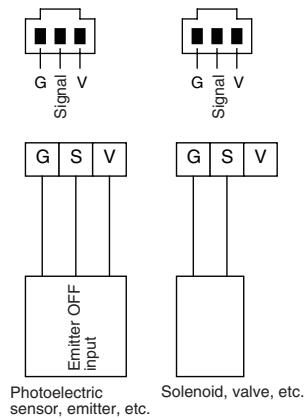 G Signal V
G Signal V
G S V
G S V
Emitter OFF
input
Photoelectric
sensor, emitter, etc.
Solenoid, valve, etc.